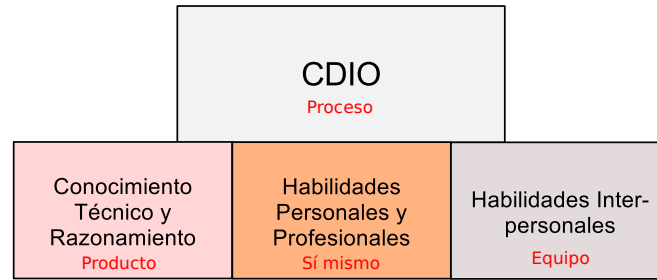 CDIO
Proceso
Conocimiento
Técnico y
Razonamiento
Producto
Habilidades
Personales y
Profesionales
Sí mismo
Habilidades Inter-
personales
Equipo